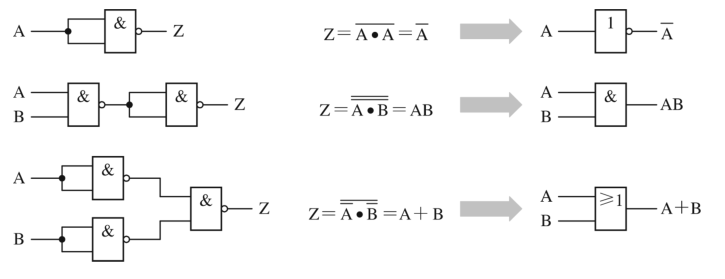 A & Z Z = A̅ ̅•̅ ̅A̅ = A̅ A 1 A̅
A
B & & Z Z = A̿ ̿•̿ ̿B̿ = AB A
B & AB
A & 
B & & Z Z = A̿ ̅•̅ ̅B̿ = A + B A
B ≥1 A + B